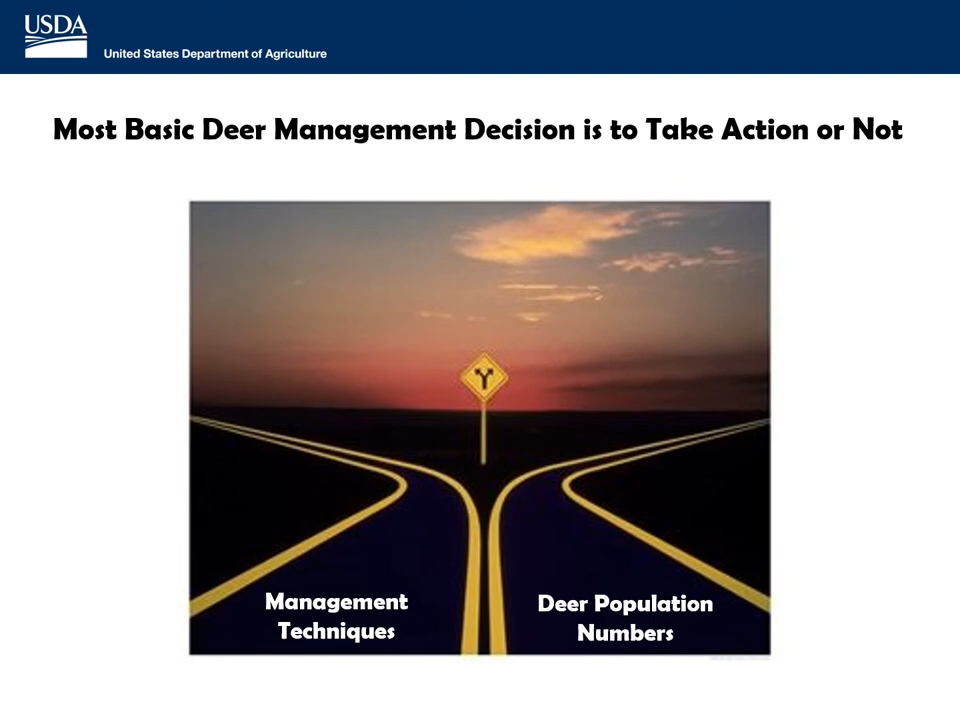 USDA
United States Department of Agriculture
Most Basic Deer Management Decision is to Take Action or Not
Management
Techniques
Deer Population
Numbers